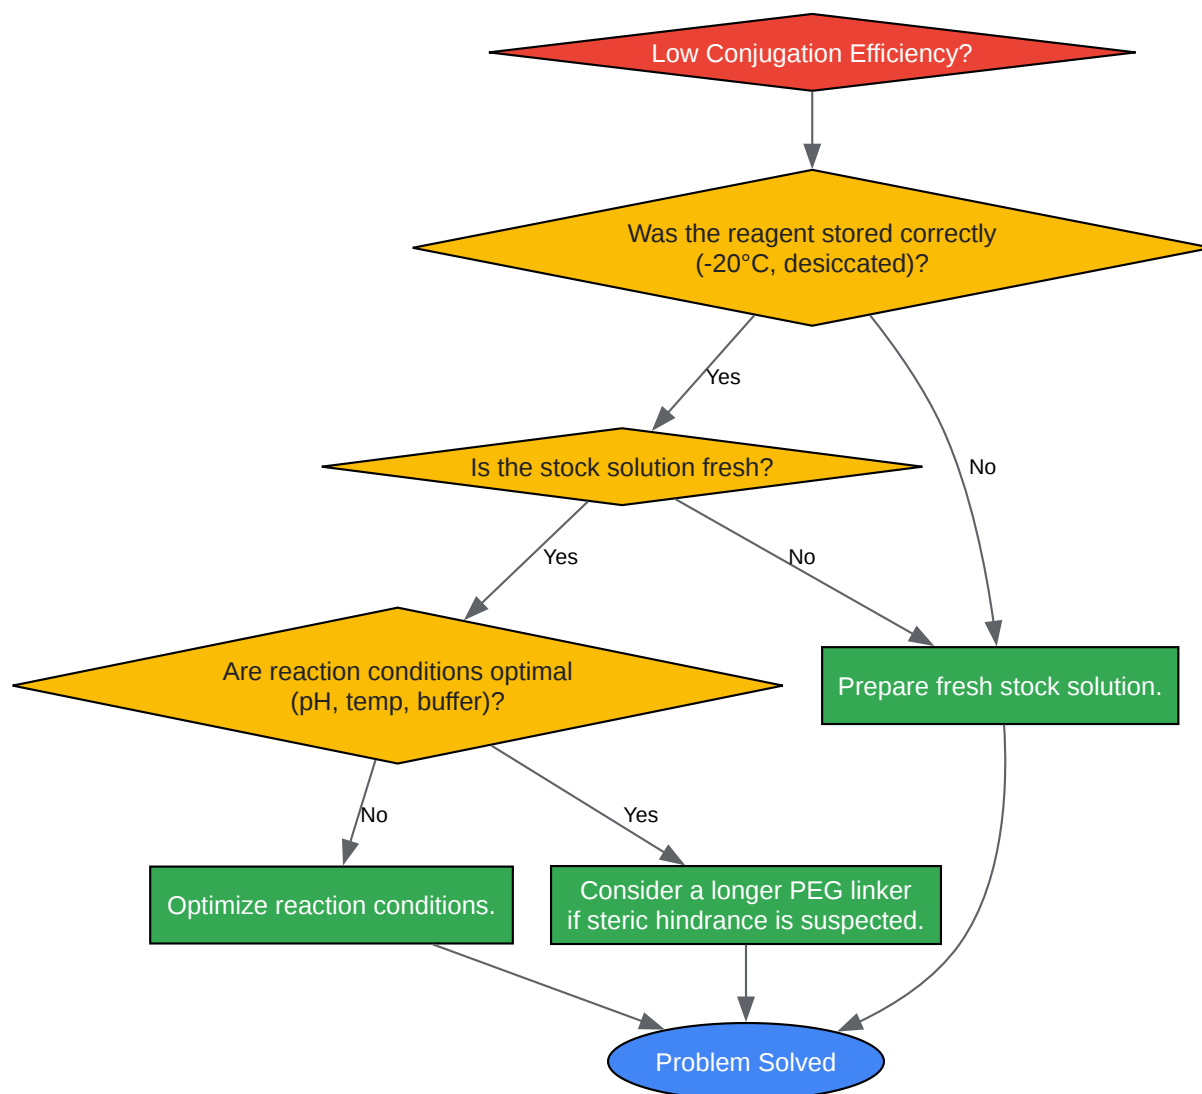 Low Conjugation Efficiency?
Was the reagent stored correctly
(-20°C, desiccated)?
Yes
No
Is the stock solution fresh?
Yes
No
Are reaction conditions optimal
(pH, temp, buffer)?
Prepare fresh stock solution.
No
Yes
Optimize reaction conditions.
Consider a longer PEG linker
if steric hindrance is suspected.
Problem Solved